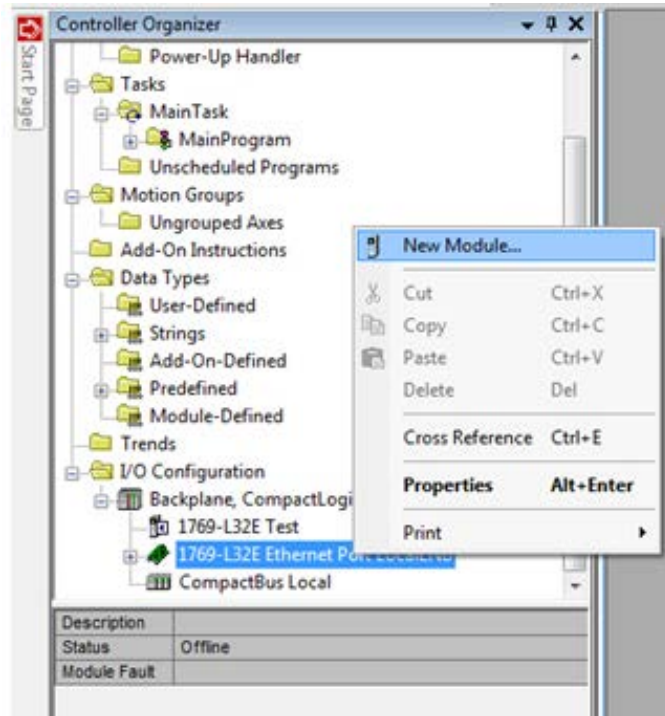 Controller Organizer
Start Page
Power-Up Handler
Tasks
MainTask
MainProgram
Unscheduled Programs
Motion Groups
Ungrouped Axes
Add-On Instructions
Data Types
User-Defined
Strings
Add-On-Defined
Predefined
Module-Defined
Trends
I/O Configuration
Backplane, CompactLogi
1769-L32E Test
1769-L32E Ethernet Port LocalENB
CompactBus Local
New Module...
Cut Ctrl+X
Copy Ctrl+C
Paste Ctrl+V
Delete Del
Cross Reference Ctrl+E
Properties Alt+Enter
Print
Description
Status Offline
Module Fault